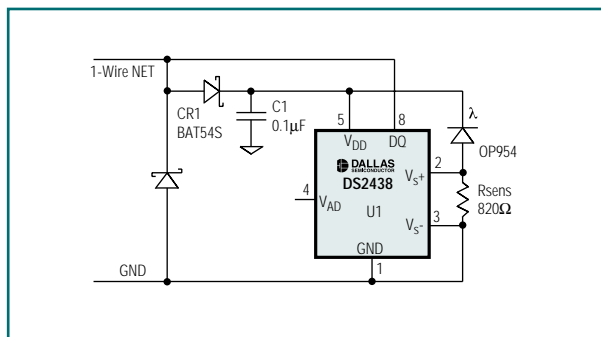 1-Wire NET
CR1
BAT54S
C1
0.1µF
λ
OP954
5
8
VDD
DQ
DALLAS
SEMICONDUCTOR
DS2438
2
VS+
Rsens
820Ω
4
VAD
U1
3
VS-
GND
1
GND